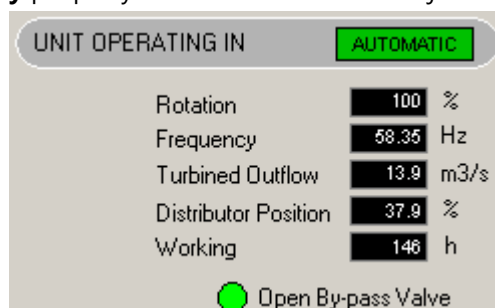 UNIT OPERATING IN AUTOMATIC
Rotation 100 %
Frequency 58.35 Hz
Turbined Outflow 13.9 m3/s
Distributor Position 37.9 %
Working 146 h
Open By-pass Valve